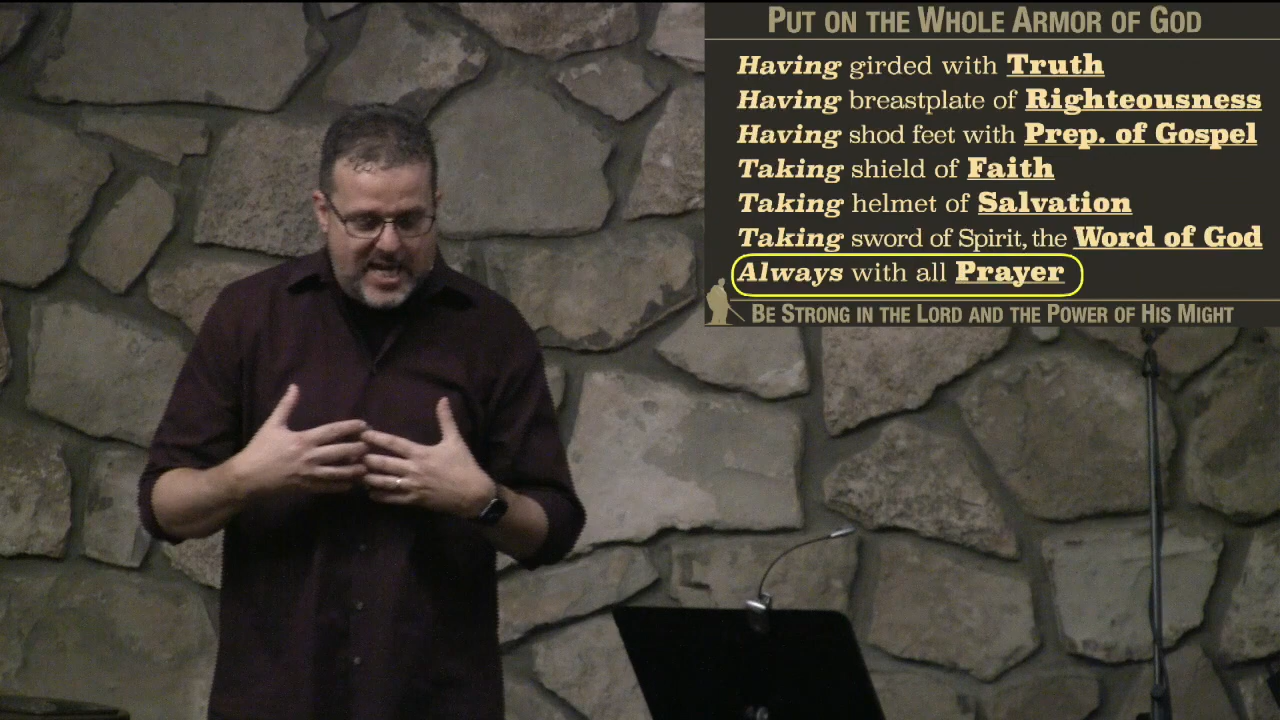 PUT ON THE WHOLE ARMOR OF GOD
Having girded with Truth
Having breastplate of Righteousness
Having shod feet with Prep. of Gospel
Taking shield of Faith
Taking helmet of Salvation
Taking sword of Spirit, the Word of God
Always with all Prayer
BE STRONG IN THE LORD AND THE POWER OF HIS MIGHT